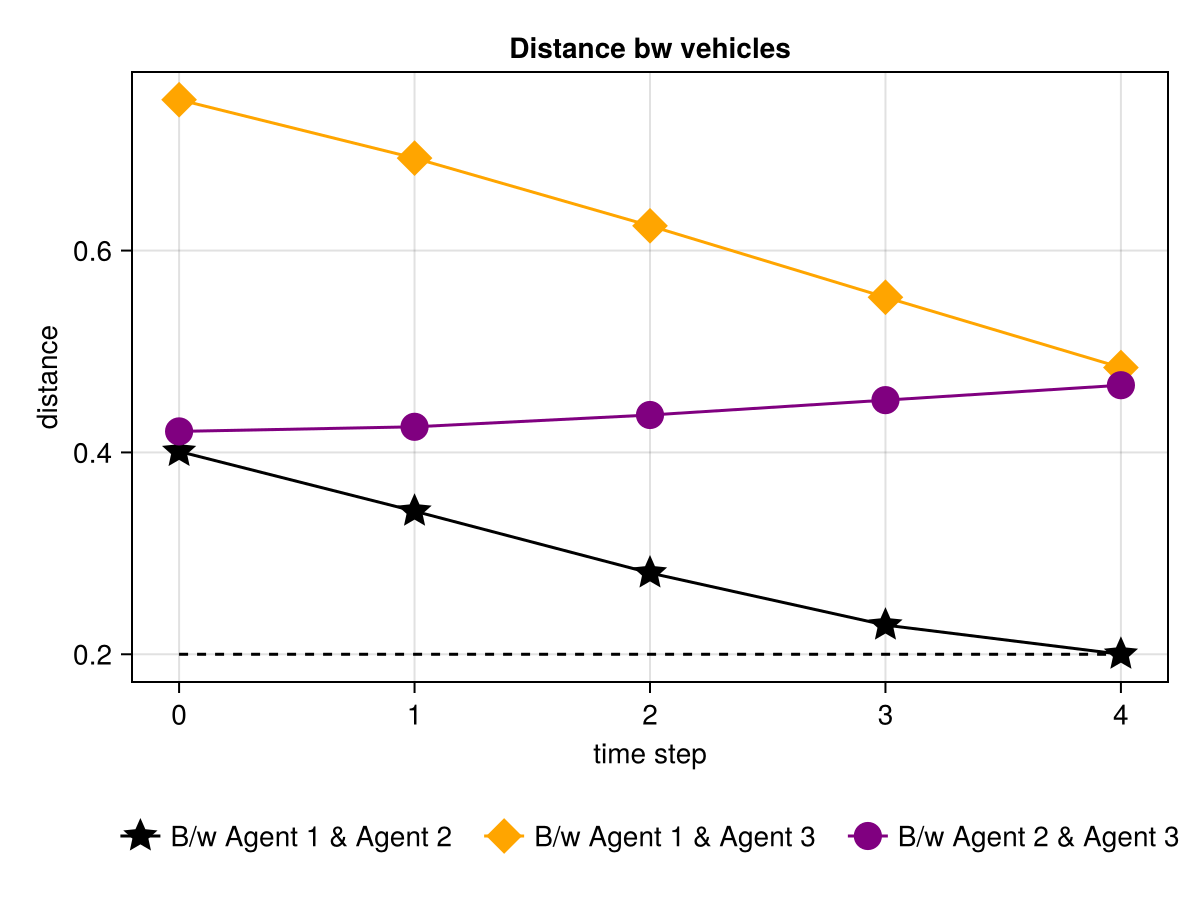 Distance bw vehicles
distance
0.6
0.4
0.2
0 1 2 3 4
time step
B/w Agent 1 & Agent 2 B/w Agent 1 & Agent 3 B/w Agent 2 & Agent 3